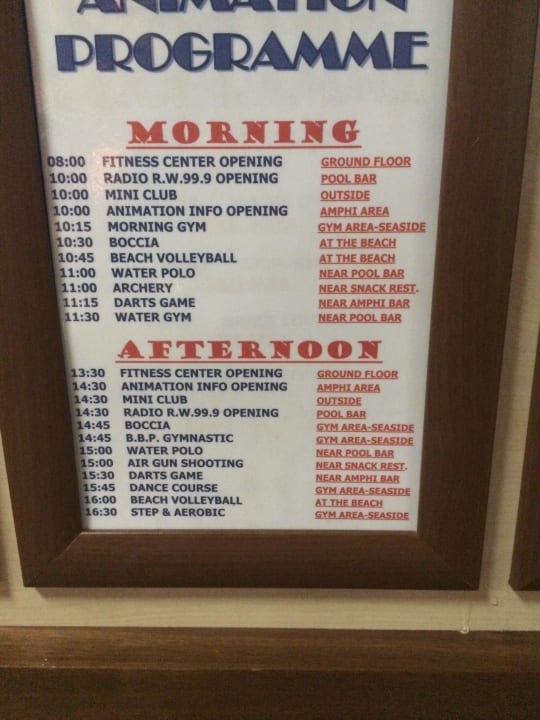 ANIMATION
PROGRAMME
MORNING
08:00 FITNESS CENTER OPENING GROUND FLOOR
10:00 RADIO R.W.99.9 OPENING POOL BAR
10:00 MINI CLUB OUTSIDE
10:00 ANIMATION INFO OPENING AMPHI AREA
10:15 MORNING GYM GYM AREA-SEASIDE
10:30 BOCCIA AT THE BEACH
10:45 BEACH VOLLEYBALL AT THE BEACH
11:00 WATER POLO NEAR POOL BAR
11:00 ARCHERY NEAR SNACK REST.
11:15 DARTS GAME NEAR AMPHI BAR
11:30 WATER GYM NEAR POOL BAR
AFTERNOON
13:30 FITNESS CENTER OPENING GROUND FLOOR
14:30 ANIMATION INFO OPENING AMPHI AREA
14:30 MINI CLUB OUTSIDE
14:30 RADIO R.W.99.9 OPENING POOL BAR
14:45 BOCCIA GYM AREA-SEASIDE
14:45 B.B.P. GYMNASTIC GYM AREA-SEASIDE
15:00 WATER POLO NEAR POOL BAR
15:00 AIR GUN SHOOTING NEAR SNACK REST.
15:30 DARTS GAME NEAR AMPHI BAR
15:45 DANCE COURSE GYM AREA-SEASIDE
16:00 BEACH VOLLEYBALL AT THE BEACH
16:30 STEP & AEROBIC GYM AREA-SEASIDE